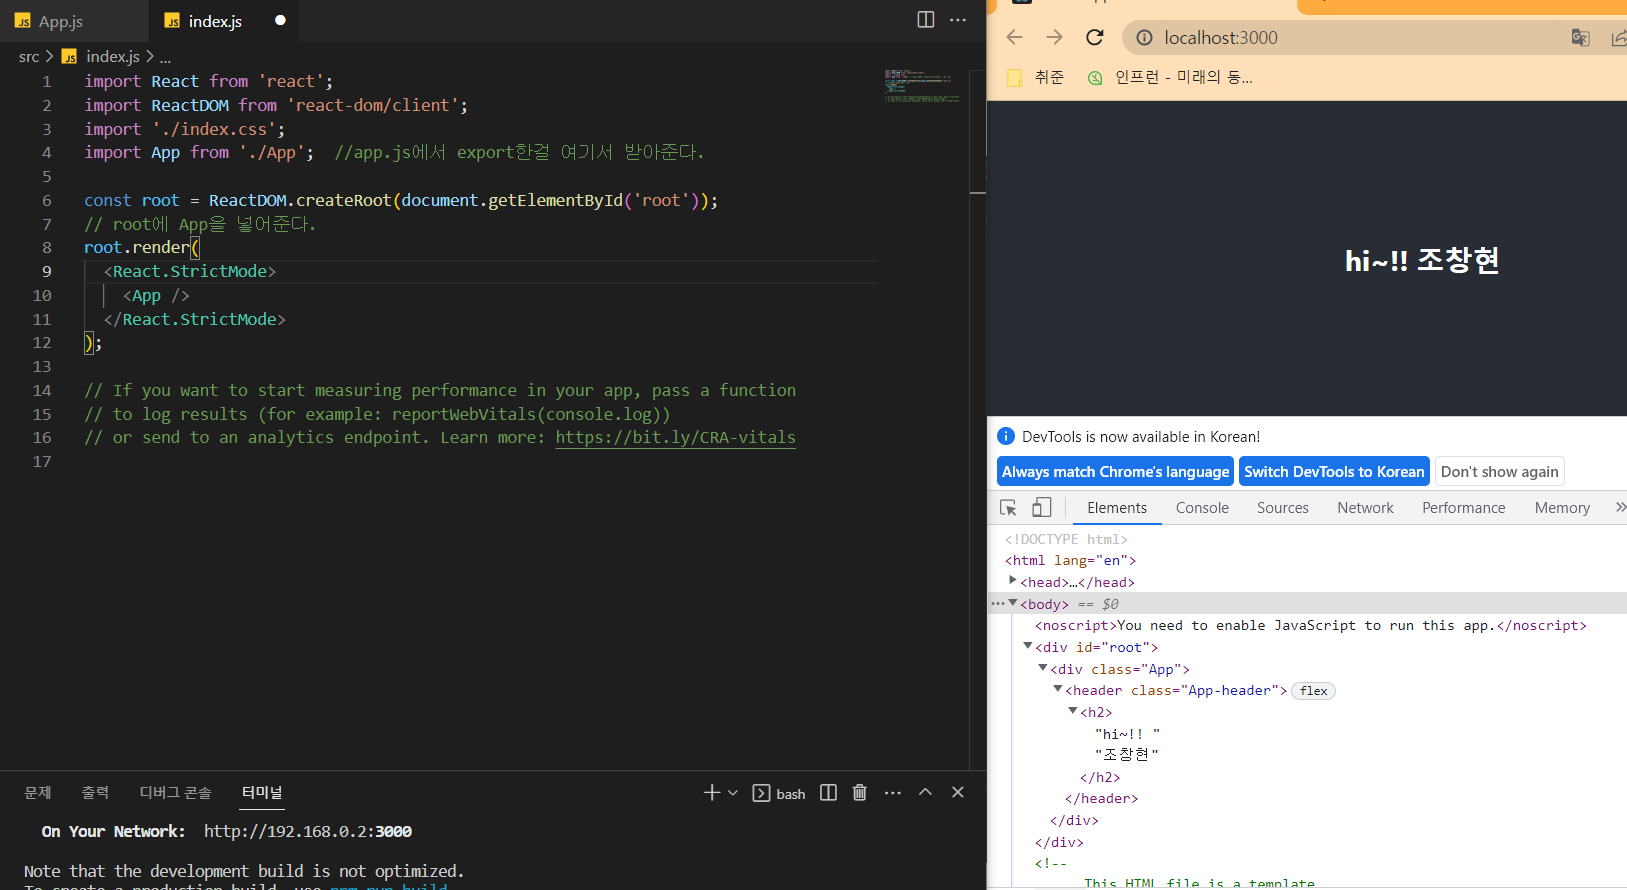 App.js
index.js
src > index.js > ...
1 import React from 'react';
2 import ReactDOM from 'react-dom/client';
3 import './index.css';
4 import App from './App';  //app.js에서 export한걸 여기서 받아준다.
5
6 const root = ReactDOM.createRoot(document.getElementById('root'));
7 // root에 App을 넣어준다.
8 root.render(
9 <React.StrictMode>
10 <App />
11 </React.StrictMode>
12 );
13
14 // If you want to start measuring performance in your app, pass a function
15 // to log results (for example: reportWebVitals(console.log))
16 // or send to an analytics endpoint. Learn more: https://bit.ly/CRA-vitals
17
문제 출력 디버그 콘솔 터미널
bash
On Your Network:  http://192.168.0.2:3000
Note that the development build is not optimized.
To create a production build, use npm run build.
localhost:3000
취준
인프런 - 미래의 동...
hi~!! 조창현
DevTools is now available in Korean!
Always match Chrome's language
Switch DevTools to Korean
Don't show again
Elements Console Sources Network Performance Memory »
<!DOCTYPE html>
<html lang="en">
<head>…</head>
<body> == $0
<noscript>You need to enable JavaScript to run this app.</noscript>
<div id="root">
<div class="App">
<header class="App-header"> flex
<h2>
"hi~!! "
"조창현"
</h2>
</header>
</div>
</div>
<!--
This HTML file is a template.